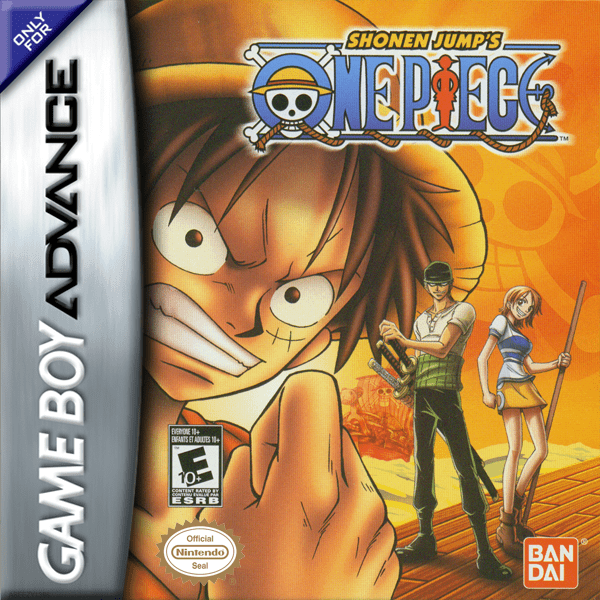 ONLY
FOR
GAME BOY ADVANCE
SHONEN JUMP'S
ONE PIECE
TM
EVERYONE 10+
ENFANTS ET ADULTES 10+
E
10+
CONTENT RATED BY
CONTENU ÉVALUÉ PAR
ESRB
Official
Nintendo
Seal
BAN
DAI